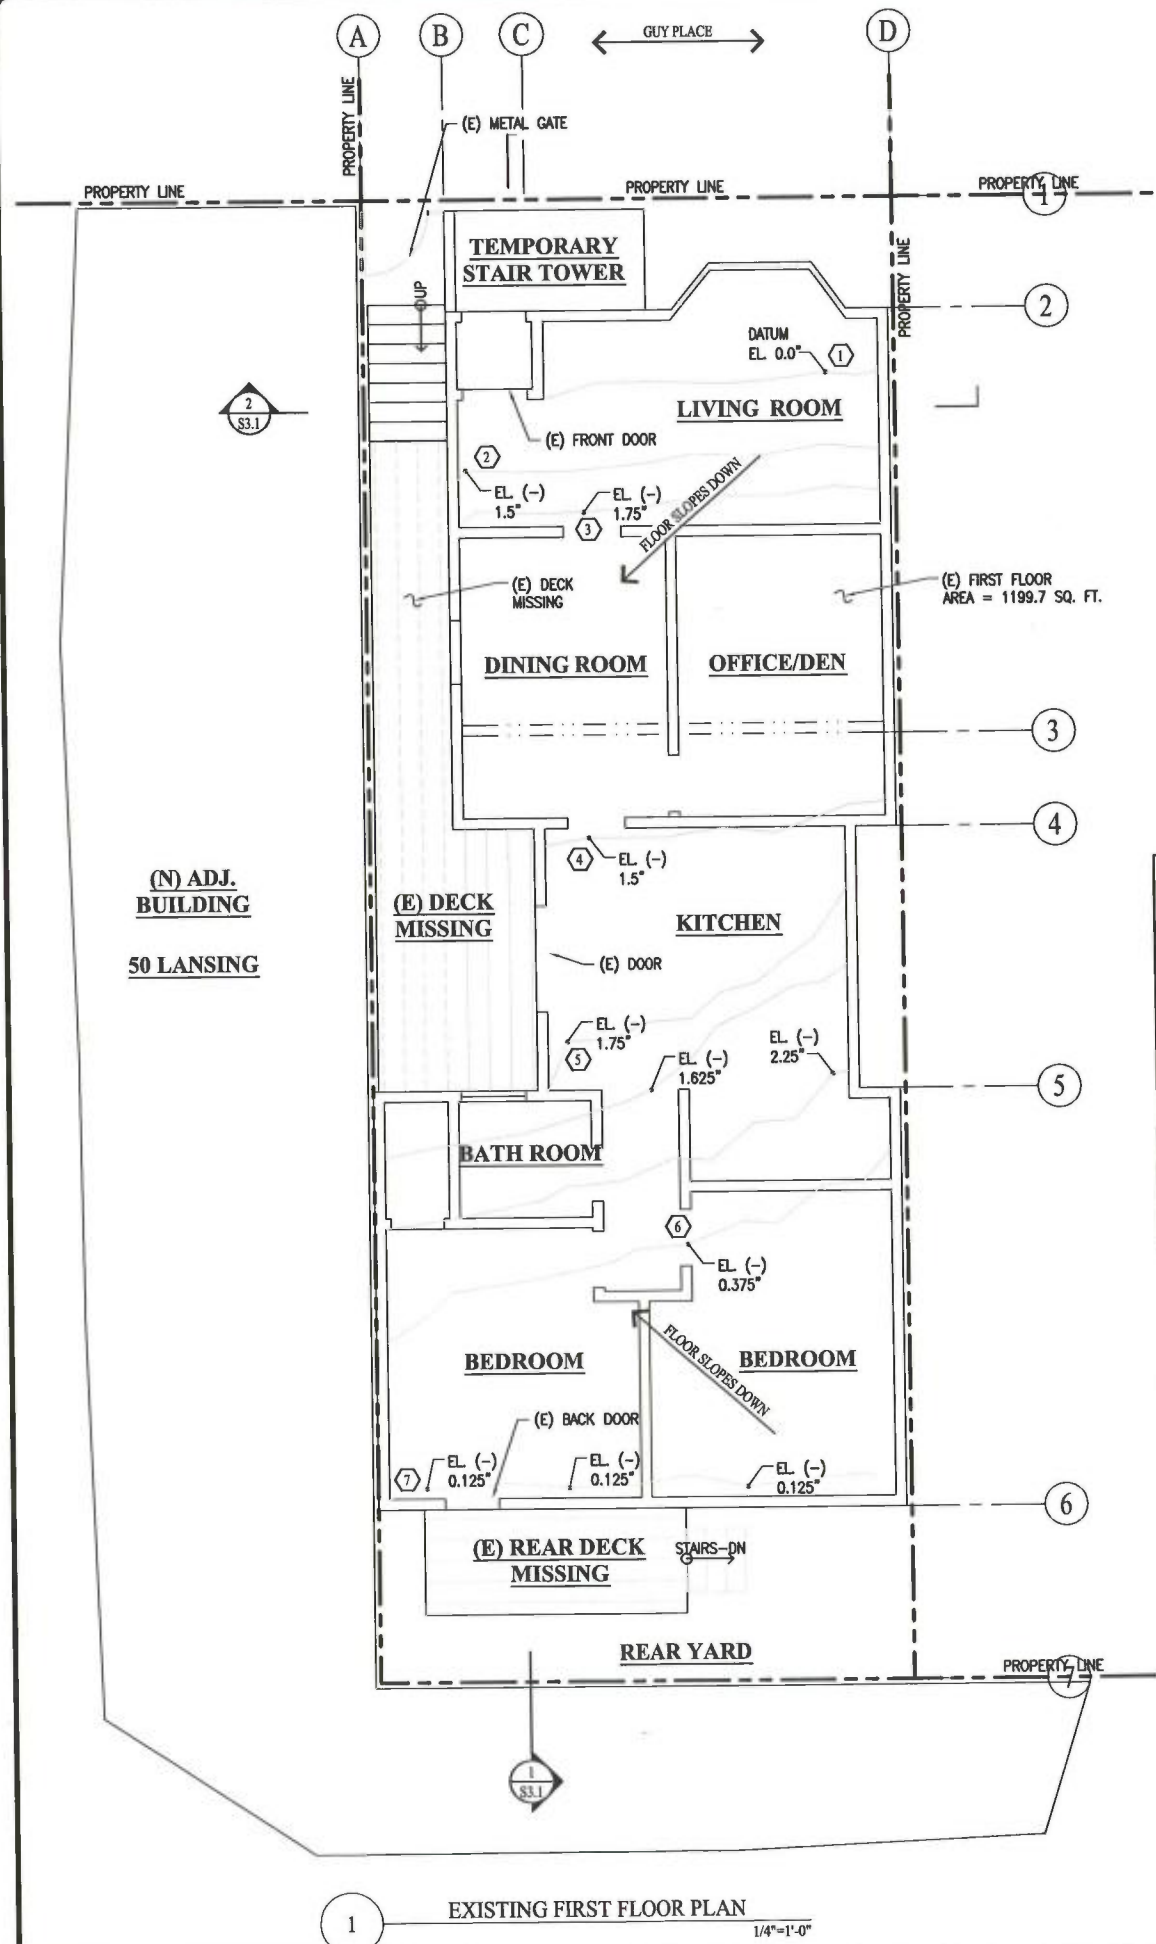 A
B
C
GUY PLACE
D
PROPERTY LINE
(E) METAL GATE
PROPERTY LINE
PROPERTY LINE
PROPERTY LINE
1
TEMPORARY
STAIR TOWER
PROPERTY LINE
UP
2
DATUM
EL. 0.0"
1
2
S3.1
LIVING ROOM
(E) FRONT DOOR
2
EL. (-)
1.5"
EL. (-)
1.75"
3
FLOOR SLOPES DOWN
(E) DECK
MISSING
(E) FIRST FLOOR
AREA = 1199.7 SQ. FT.
DINING ROOM
OFFICE/DEN
3
4
4
EL. (-)
1.5"
(N) ADJ.
BUILDING
50 LANSING
(E) DECK
MISSING
KITCHEN
(E) DOOR
EL. (-)
1.75"
5
EL. (-)
1.625"
EL. (-)
2.25"
5
BATH ROOM
6
EL. (-)
0.375"
FLOOR SLOPES DOWN
BEDROOM
BEDROOM
(E) BACK DOOR
7
EL. (-)
0.125"
EL. (-)
0.125"
EL. (-)
0.125"
6
(E) REAR DECK
MISSING
STAIRS-DN
REAR YARD
PROPERTY LINE
7
1
S3.1
1
EXISTING FIRST FLOOR PLAN
1/4"=1'-0"